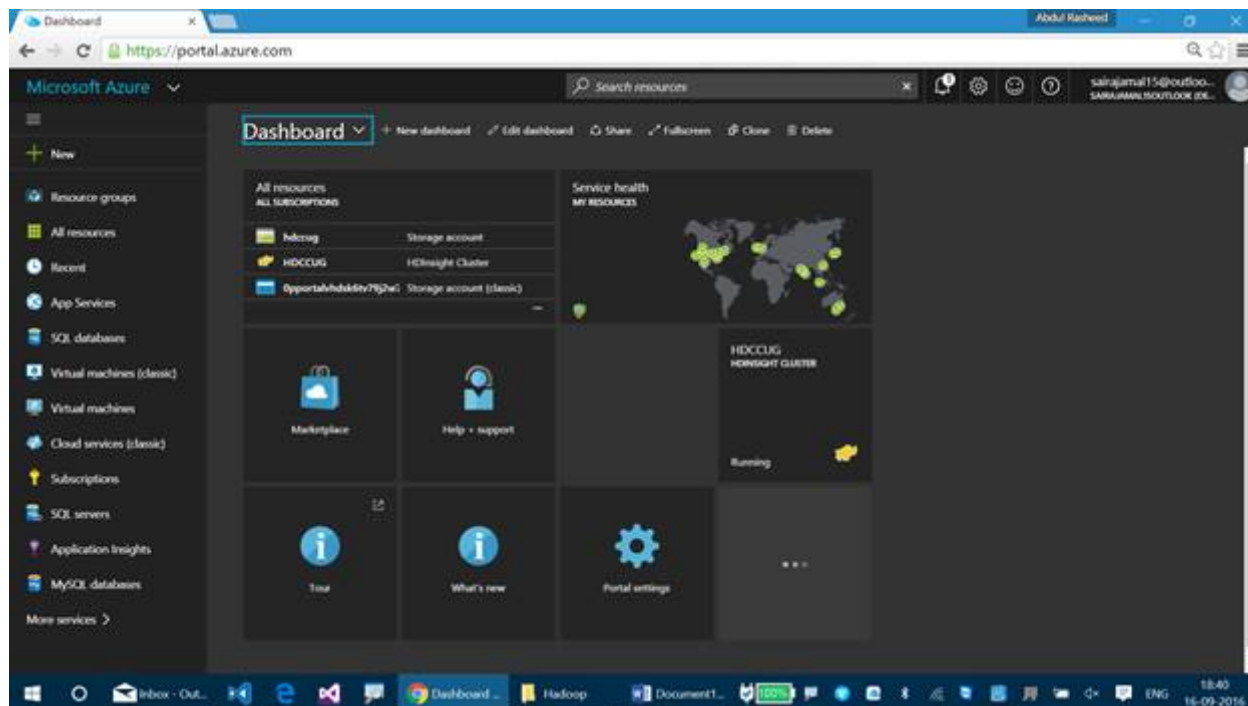 Dashboard
Abdul Rasheed
https://portal.azure.com
Microsoft Azure
Search resources
sairajamal15@outloo...
Dashboard
+ New dashboard
Edit dashboard
Share
Fullscreen
Clone
Delete
New
Resource groups
All resources
Recent
App Services
SQL databases
Virtual machines (classic)
Virtual machines
Cloud services (classic)
Subscriptions
SQL servers
Application Insights
MySQL databases
More services >
All resources
ALL SUBSCRIPTIONS
hdccug Storage account
HDCCUG HDInsight Cluster
Storage account (classic)
Service health
MY RESOURCES
Marketplace
Help + support
HDCCUG
HDINSIGHT CLUSTER
Running
Tour
What's new
Portal settings
Inbox - Out...
Dashboard ...
Hadoop
Document1...
100%
ENG
18:40
16-09-2016